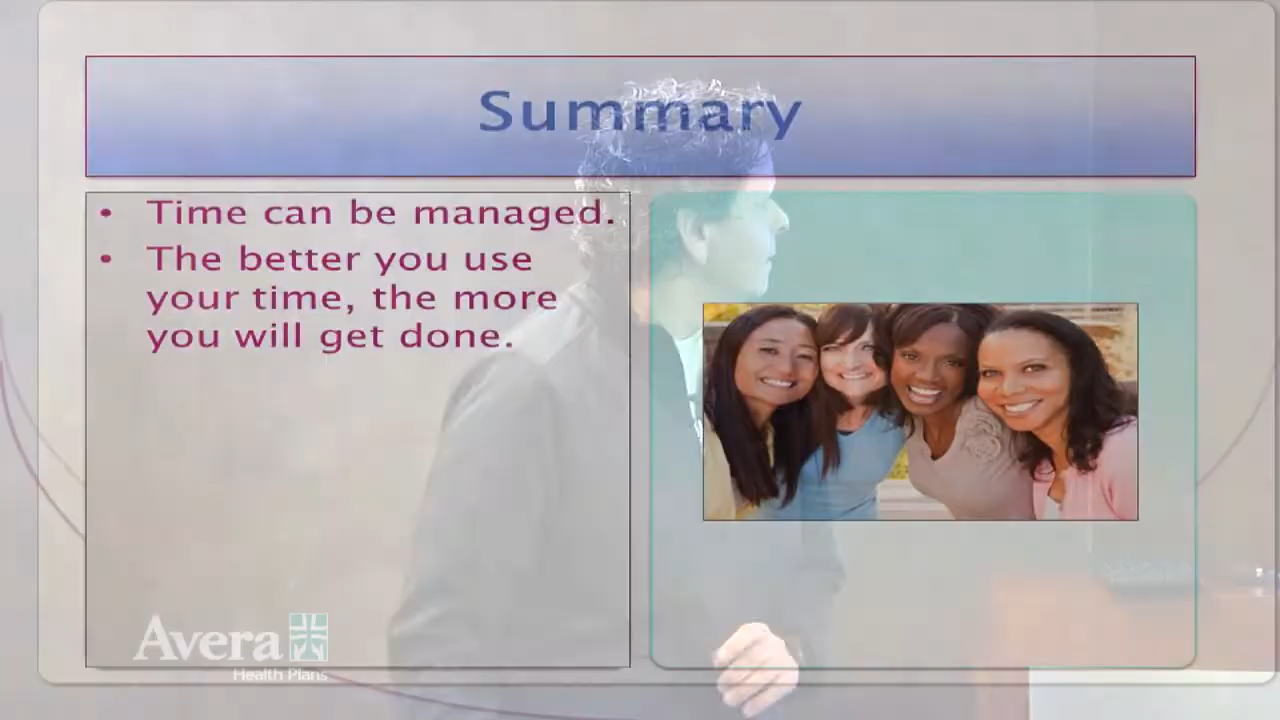 Summary
• Time can be managed.
• The better you use
your time, the more
you will get done.
Avera
Health Plans